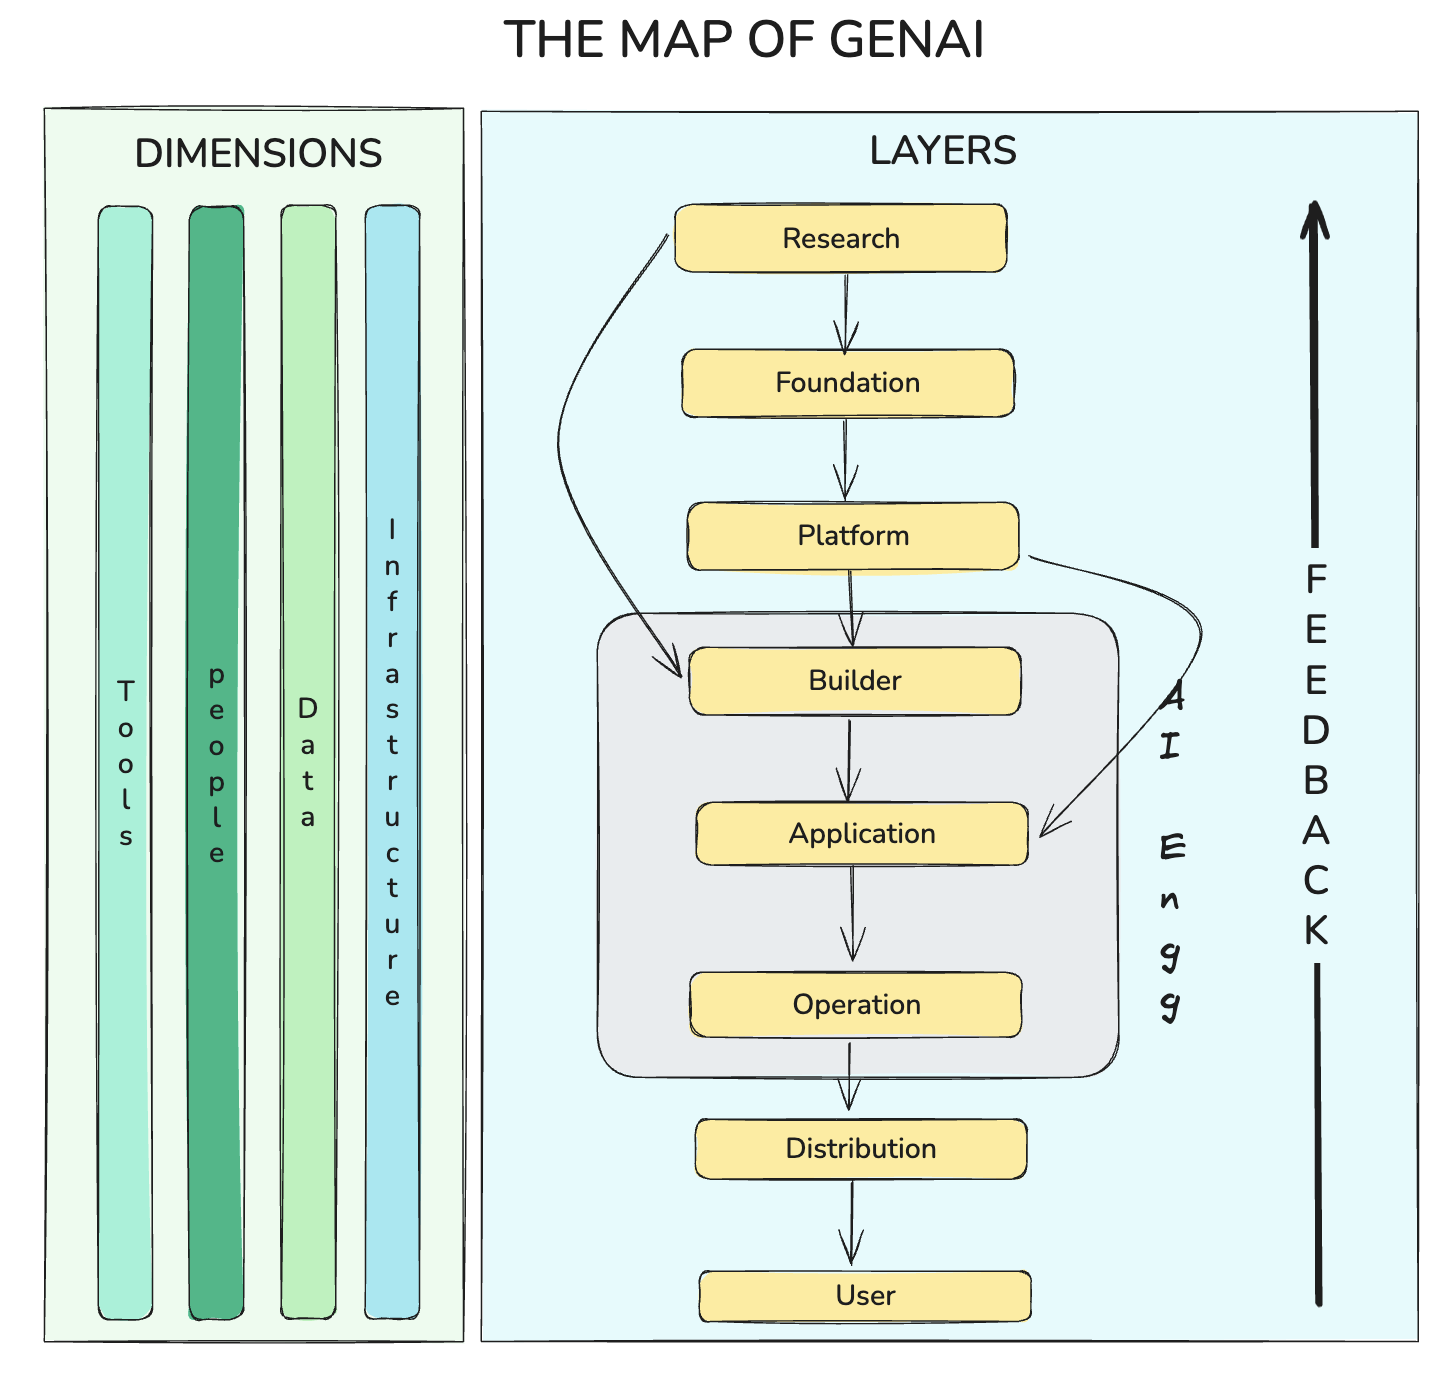 THE MAP OF GENAI
DIMENSIONS
Tools
people
Data
Infrastructure
LAYERS
Research
Foundation
Platform
Builder
Application
Operation
Distribution
User
AI Engg
FEEDBACK